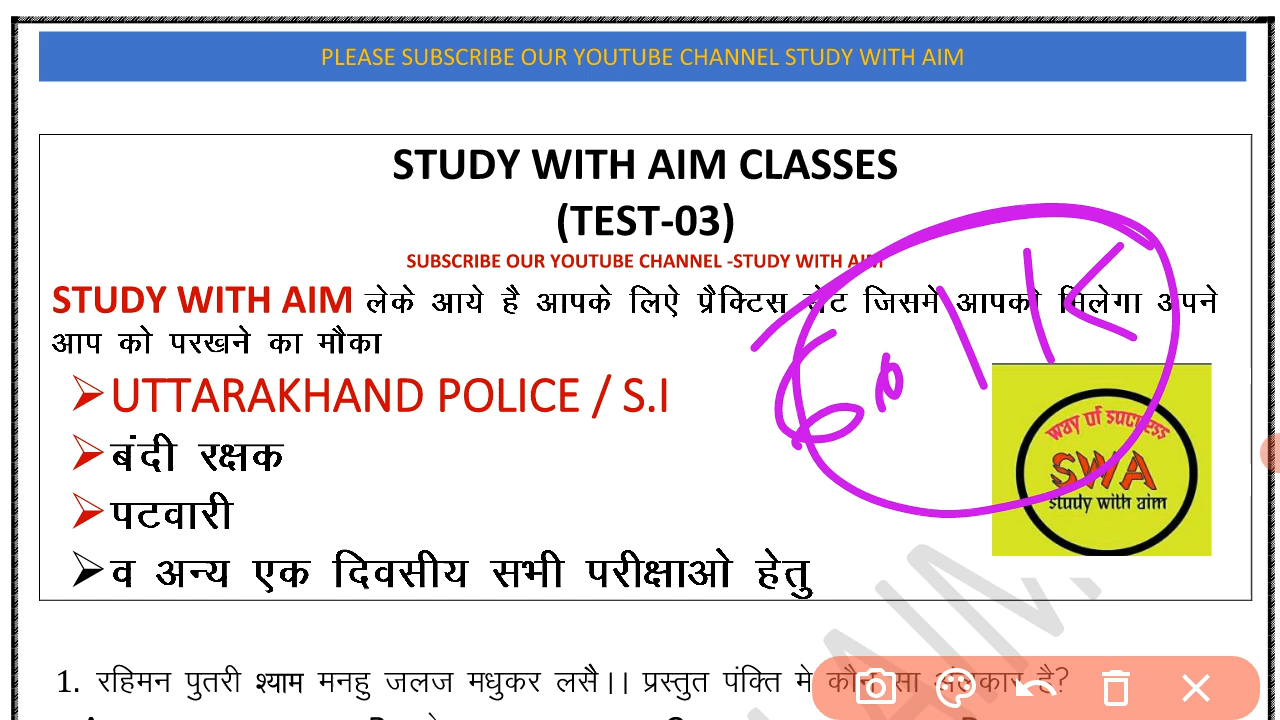 PLEASE SUBSCRIBE OUR YOUTUBE CHANNEL STUDY WITH AIM
STUDY WITH AIM CLASSES
(TEST-03)
SUBSCRIBE OUR YOUTUBE CHANNEL -STUDY WITH AIM
STUDY WITH AIM लेके आये है आपके लिऐ प्रैक्टिस सेट जिसमे आपको मिलेगा अपने
आप को परखने का मौका
UTTARAKHAND POLICE / S.I
बंदी रक्षक
पटवारी
व अन्य एक दिवसीय सभी परीक्षाओ हेतु
way of success
SWA
study with aim
1. रहिमन पुतरी श्याम मनहु जलज मधुकर लसै।। प्रस्तुत पंक्ति मे कौन सा अंलकार है?